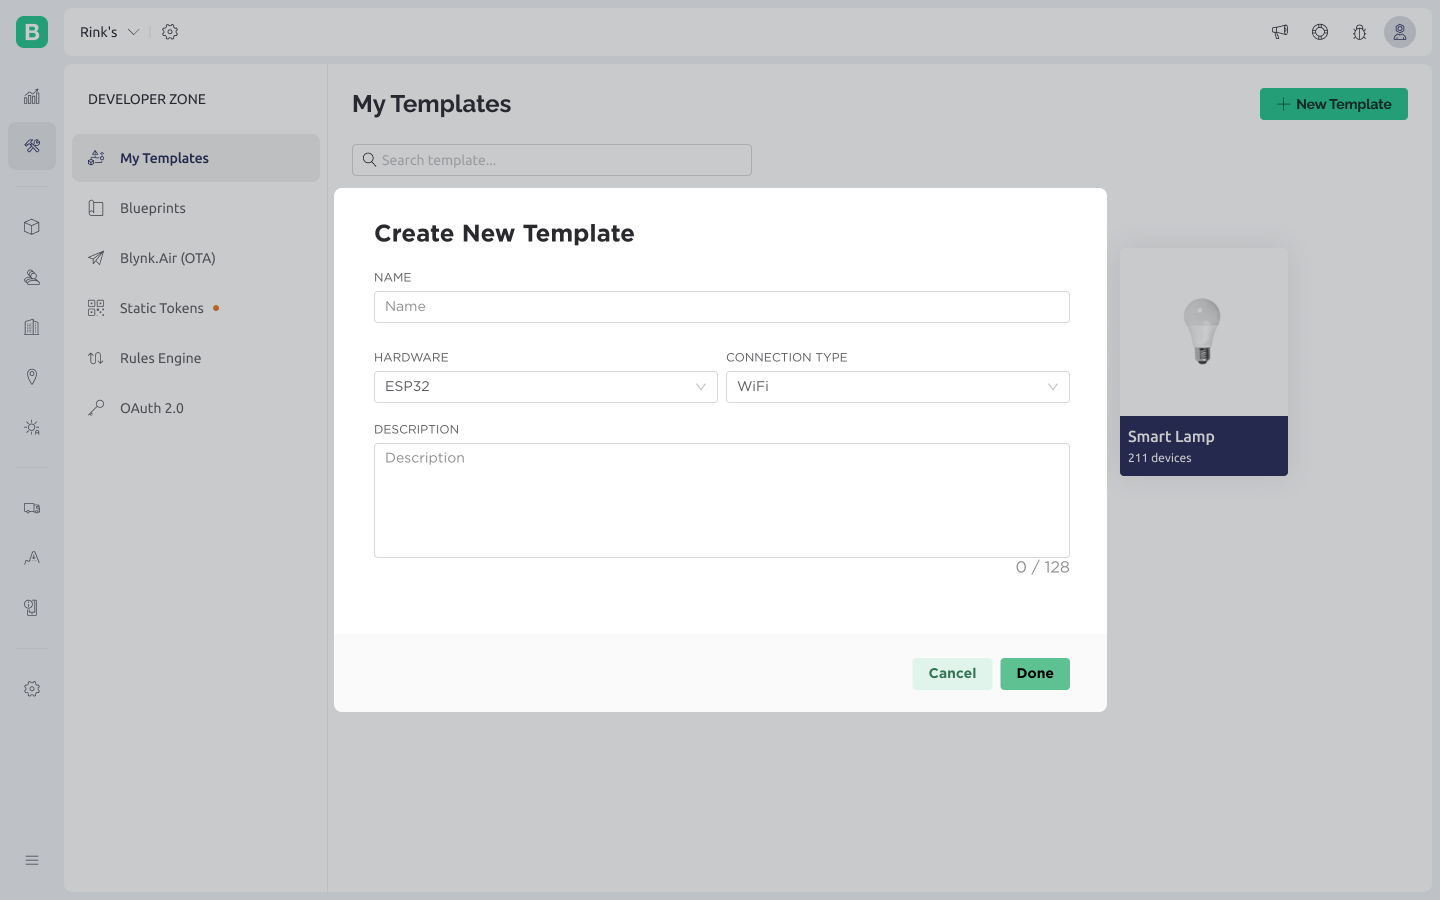 B
Rink's
DEVELOPER ZONE
My Templates
Blueprints
Blynk.Air (OTA)
Static Tokens
Rules Engine
OAuth 2.0
My Templates
New Template
Search template...
Create New Template
NAME
Name
HARDWARE
CONNECTION TYPE
ESP32
WiFi
DESCRIPTION
Description
0 / 128
Cancel
Done
Smart Lamp
211 devices